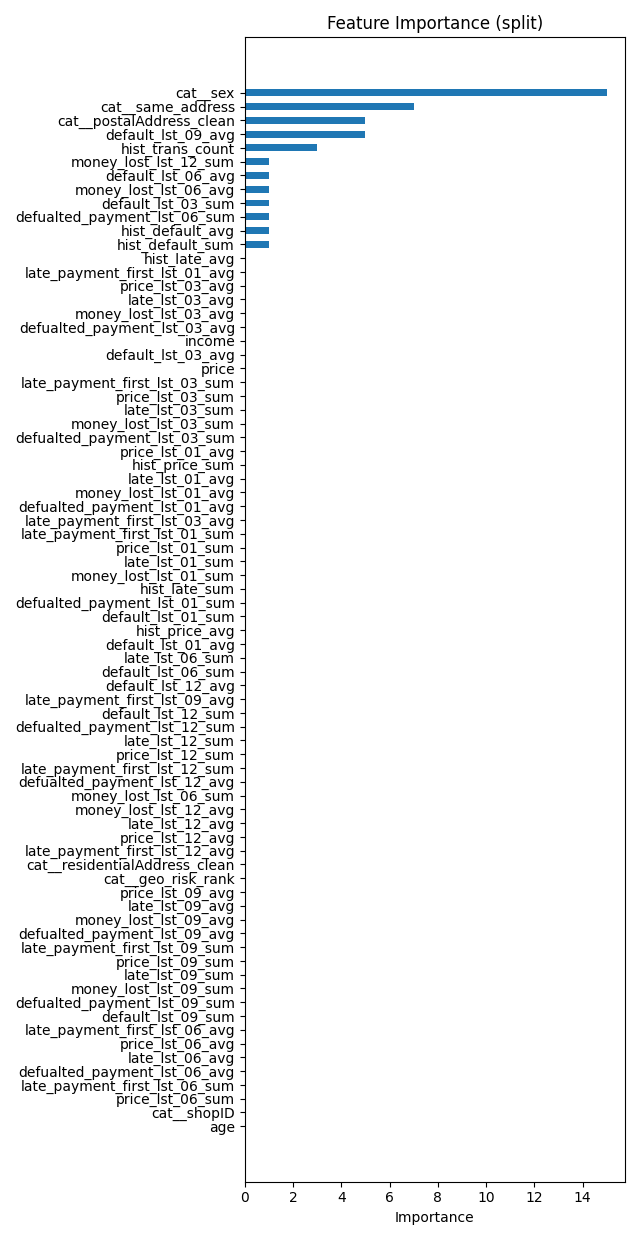 Feature Importance (split)
cat__sex
cat__same_address
cat__postalAddress_clean
default_lst_09_avg
hist_trans_count
money_lost_lst_12_sum
default_lst_06_avg
money_lost_lst_06_avg
default_lst_03_sum
defualted_payment_lst_06_sum
hist_default_avg
hist_default_sum
hist_late_avg
late_payment_first_lst_01_avg
price_lst_03_avg
late_lst_03_avg
money_lost_lst_03_avg
defualted_payment_lst_03_avg
income
default_lst_03_avg
price
late_payment_first_lst_03_sum
price_lst_03_sum
late_lst_03_sum
money_lost_lst_03_sum
defualted_payment_lst_03_sum
price_lst_01_avg
hist_price_sum
late_lst_01_avg
money_lost_lst_01_avg
defualted_payment_lst_01_avg
late_payment_first_lst_03_avg
late_payment_first_lst_01_sum
price_lst_01_sum
late_lst_01_sum
money_lost_lst_01_sum
hist_late_sum
defualted_payment_lst_01_sum
default_lst_01_sum
hist_price_avg
default_lst_01_avg
late_lst_06_sum
default_lst_06_sum
default_lst_12_avg
late_payment_first_lst_09_avg
default_lst_12_sum
defualted_payment_lst_12_sum
late_lst_12_sum
price_lst_12_sum
late_payment_first_lst_12_sum
defualted_payment_lst_12_avg
money_lost_lst_06_sum
money_lost_lst_12_avg
late_lst_12_avg
price_lst_12_avg
late_payment_first_lst_12_avg
cat__residentialAddress_clean
cat__geo_risk_rank
price_lst_09_avg
late_lst_09_avg
money_lost_lst_09_avg
defualted_payment_lst_09_avg
late_payment_first_lst_09_sum
price_lst_09_sum
late_lst_09_sum
money_lost_lst_09_sum
defualted_payment_lst_09_sum
default_lst_09_sum
late_payment_first_lst_06_avg
price_lst_06_avg
late_lst_06_avg
defualted_payment_lst_06_avg
late_payment_first_lst_06_sum
price_lst_06_sum
cat__shopID
age
0 2 4 6 8 10 12 14
Importance